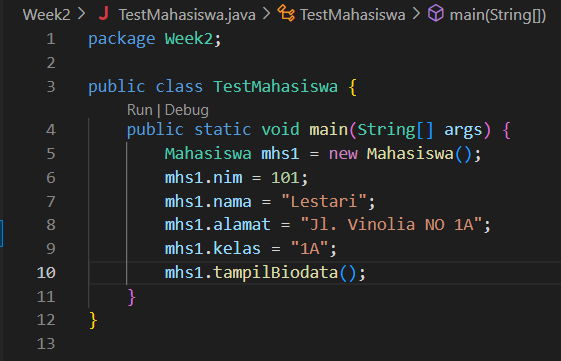 Week2 > J TestMahasiswa.java > TestMahasiswa > main(String[])
1 package Week2;
2
3 public class TestMahasiswa {
Run | Debug
4 public static void main(String[] args) {
5 Mahasiswa mhs1 = new Mahasiswa();
6 mhs1.nim = 101;
7 mhs1.nama = "Lestari";
8 mhs1.alamat = "Jl. Vinolia NO 1A";
9 mhs1.kelas = "1A";
10 mhs1.tampilBiodata();
11 }
12 }
13